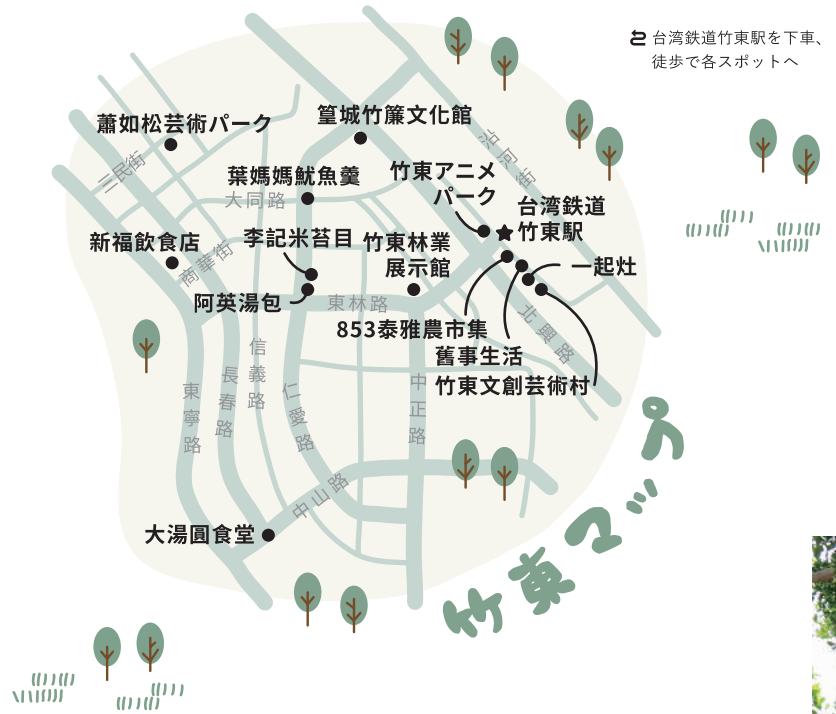 台湾鉄道竹東駅を下車、
徒歩で各スポットへ
蕭如松芸術パーク
篁城竹簾文化館
三民街
沿河街
葉媽媽魷魚羹
大同路
竹東アニメ
パーク
台湾鉄道
竹東駅
新福飲食店
商華街
李記米苔目
竹東林業
展示館
一起灶
阿英湯包
東林路
853泰雅農市集
北興路
舊事生活
竹東文創芸術村
信義路
東寧路
長春路
仁愛路
中正路
中山路
大湯圓食堂
竹東マップ